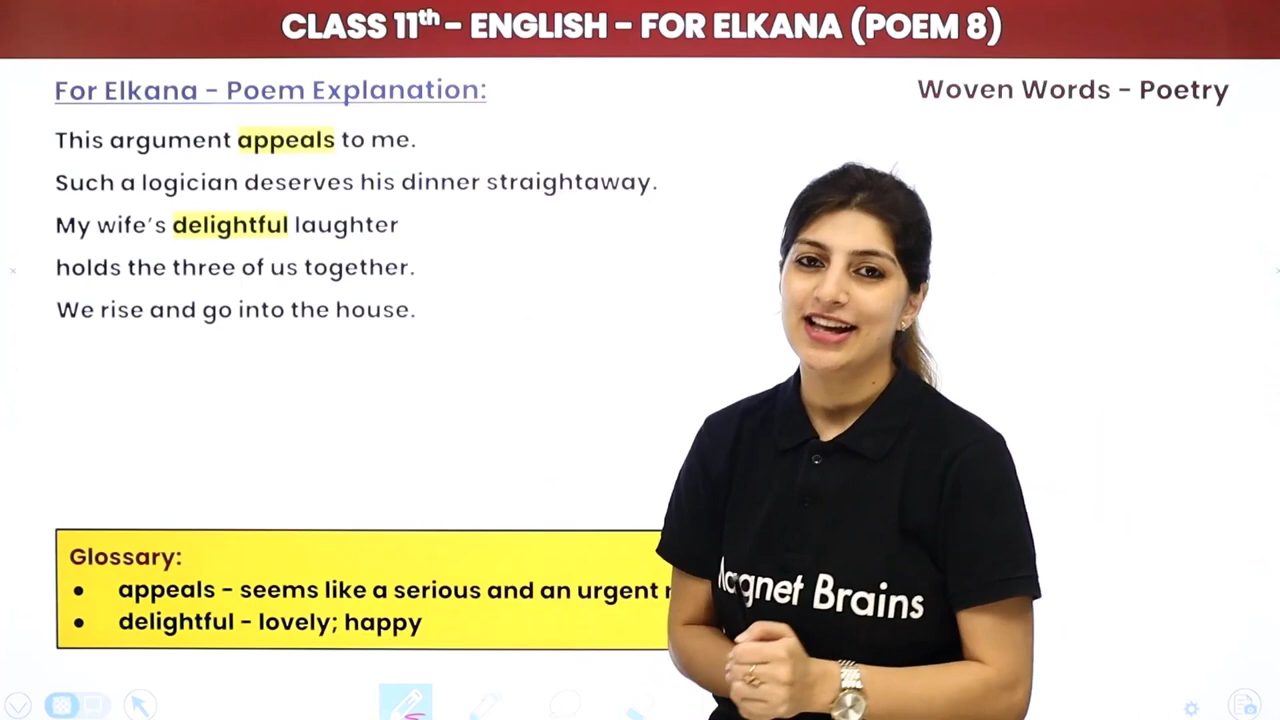 CLASS 11th - ENGLISH - FOR ELKANA (POEM 8)
For Elkana - Poem Explanation:
Woven Words - Poetry
This argument appeals to me.
Such a logician deserves his dinner straightaway.
My wife's delightful laughter
holds the three of us together.
We rise and go into the house.
Glossary:
• appeals - seems like a serious and an urgent
• delightful - lovely; happy
Magnet Brains